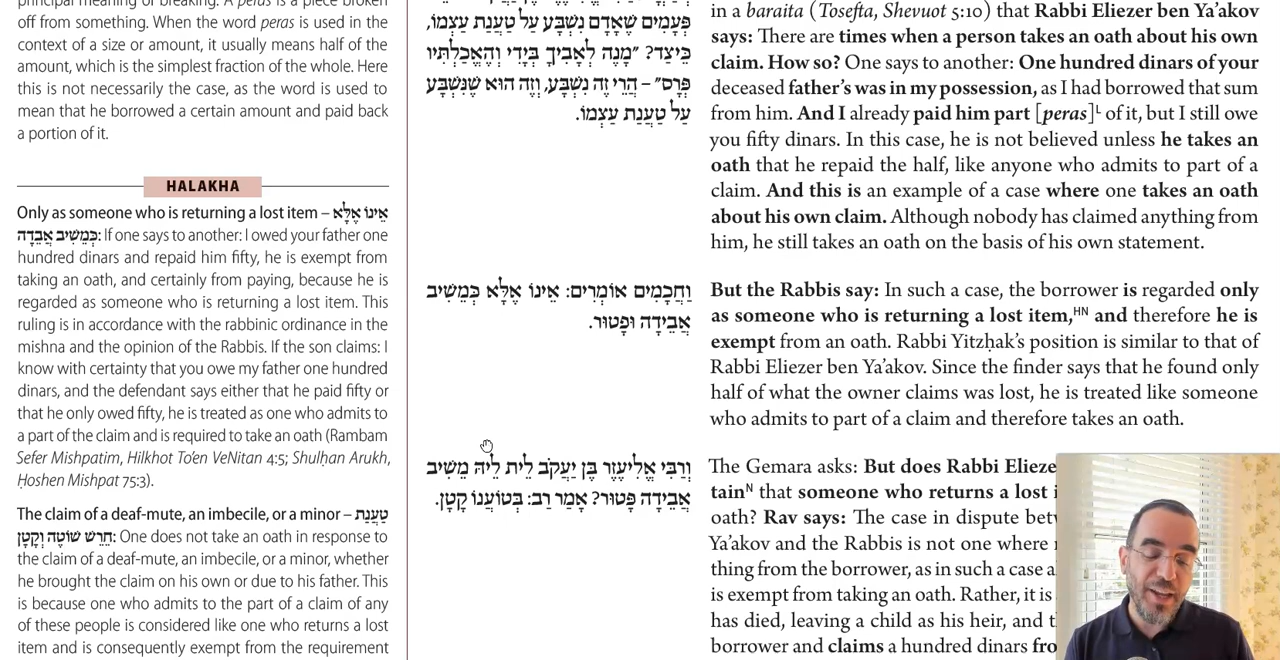 principal meaning or breaking. A peras is a piece broken
off from something. When the word peras is used in the
context of a size or amount, it usually means half of the
amount, which is the simplest fraction of the whole. Here
this is not necessarily the case, as the word is used to
mean that he borrowed a certain amount and paid back
a portion of it.
HALAKHA
Only as someone who is returning a lost item – אֵינוֹ אֶלָּא
כְּמֵשִׁיב אֲבֵדָה: If one says to another: I owed your father one
hundred dinars and repaid him fifty, he is exempt from
taking an oath, and certainly from paying, because he is
regarded as someone who is returning a lost item. This
ruling is in accordance with the rabbinic ordinance in the
mishna and the opinion of the Rabbis. If the son claims: I
know with certainty that you owe my father one hundred
dinars, and the defendant says either that he paid fifty or
that he only owed fifty, he is treated as one who admits to
a part of the claim and is required to take an oath (Rambam
Sefer Mishpatim, Hilkhot To'en VeNitan 4:5; Shulḥan Arukh,
Ḥoshen Mishpat 75:3).
The claim of a deaf-mute, an imbecile, or a minor – טַעֲנַת
חֵרֵשׁ שׁוֹטֶה וְקָטָן: One does not take an oath in response to
the claim of a deaf-mute, an imbecile, or a minor, whether
he brought the claim on his own or due to his father. This
is because one who admits to the part of a claim of any
of these people is considered like one who returns a lost
item and is consequently exempt from the requirement
פְּעָמִים שֶׁאָדָם נִשְׁבָּע עַל טַעֲנַת עַצְמוֹ,
כֵּיצַד? "מָנֶה לְאָבִיךָ בְּיָדִי וְהֶאֱכַלְתִּיו
פְּרָס" – הֲרֵי זֶה נִשְׁבָּע, וְזֶה הוּא שֶׁנִּשְׁבָּע
עַל טַעֲנַת עַצְמוֹ.
וַחֲכָמִים אוֹמְרִים: אֵינוֹ אֶלָּא כְּמֵשִׁיב
אֲבֵידָה וּפָטוּר.
וְרַבִּי אֱלִיעֶזֶר בֶּן יַעֲקֹב לֵית לֵיהּ מֵשִׁיב
אֲבֵידָה פָּטוּר? אָמַר רַב: בְּטוֹעֲנוֹ קָטָן.
in a baraita (Tosefta, Shevuot 5:10) that Rabbi Eliezer ben Ya'akov
says: There are times when a person takes an oath about his own
claim. How so? One says to another: One hundred dinars of your
deceased father's was in my possession, as I had borrowed that sum
from him. And I already paid him part [peras]L of it, but I still owe
you fifty dinars. In this case, he is not believed unless he takes an
oath that he repaid the half, like anyone who admits to part of a
claim. And this is an example of a case where one takes an oath
about his own claim. Although nobody has claimed anything from
him, he still takes an oath on the basis of his own statement.
But the Rabbis say: In such a case, the borrower is regarded only
as someone who is returning a lost item,HN and therefore he is
exempt from an oath. Rabbi Yitzḥak's position is similar to that of
Rabbi Eliezer ben Ya'akov. Since the finder says that he found only
half of what the owner claims was lost, he is treated like someone
who admits to part of a claim and therefore takes an oath.
The Gemara asks: But does Rabbi Elieze
tainN that someone who returns a lost
oath? Rav says: The case in dispute bet
Ya'akov and the Rabbis is not one where
thing from the borrower, as in such a case a
is exempt from taking an oath. Rather, it is
has died, leaving a child as his heir, and t
borrower and claims a hundred dinars fro